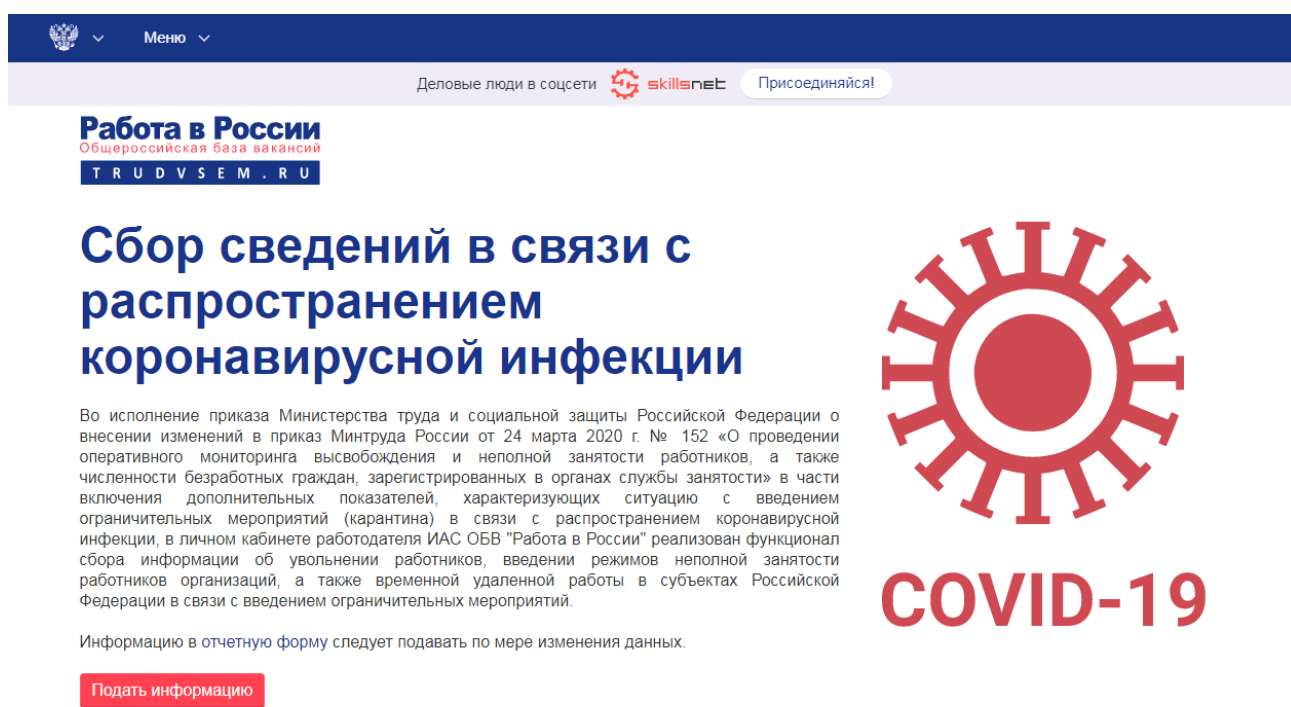 Меню
Деловые люди в соцсети skillsnet Присоединяйся!
Работа в России
Общероссийская база вакансий
TRUDVSEM.RU
Сбор сведений в связи с
распространением
коронавирусной инфекции
Во исполнение приказа Министерства труда и социальной защиты Российской Федерации о
внесении изменений в приказ Минтруда России от 24 марта 2020 г. № 152 «О проведении
оперативного мониторинга высвобождения и неполной занятости работников, а также
численности безработных граждан, зарегистрированных в органах службы занятости» в части
включения дополнительных показателей, характеризующих ситуацию с введением
ограничительных мероприятий (карантина) в связи с распространением коронавирусной
инфекции, в личном кабинете работодателя ИАС ОБВ "Работа в России" реализован функционал
сбора информации об увольнении работников, введении режимов неполной занятости
работников организаций, а также временной удаленной работы в субъектах Российской
Федерации в связи с введением ограничительных мероприятий.
Информацию в отчетную форму следует подавать по мере изменения данных.
Подать информацию
COVID-19